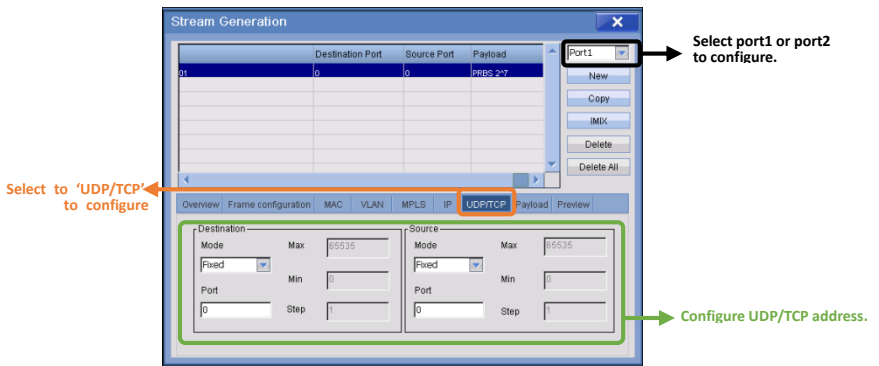 Stream Generation
Destination Port Source Port Payload
01 0 0 PRBS 2^7
Port1
New
Copy
IMIX
Delete
Delete All
Select port1 or port2
to configure.
Select to 'UDP/TCP'
to configure
Overview Frame configuration MAC VLAN MPLS IP UDP/TCP Payload Preview
Destination
Mode Max 65535
Fixed
Min 0
Port
0 Step 1
Source
Mode Max 65535
Fixed
Min 0
Port
0 Step 1
Configure UDP/TCP address.